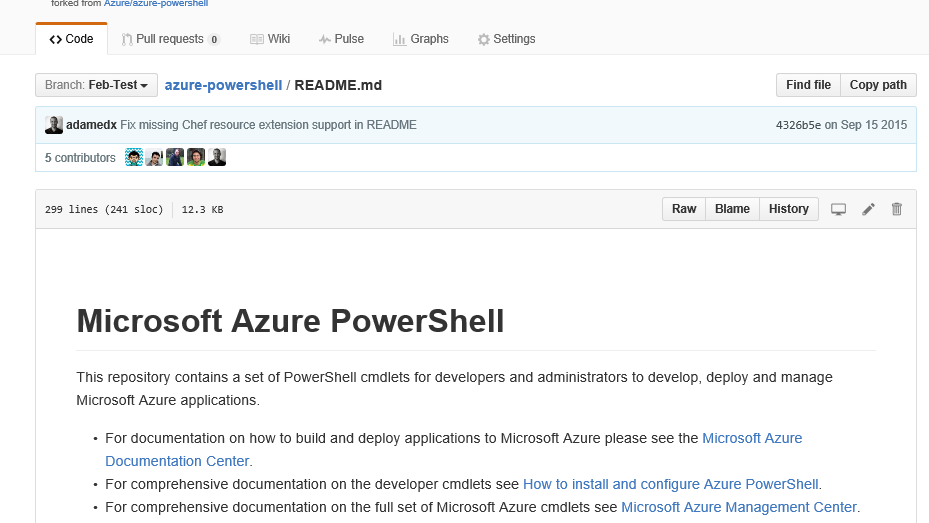 forked from Azure/azure-powershell
Code Pull requests 0 Wiki Pulse Graphs Settings
Branch: Feb-Test azure-powershell / README.md Find file Copy path
adamedx Fix missing Chef resource extension support in README 4326b5e on Sep 15 2015
5 contributors
299 lines (241 sloc) 12.3 KB Raw Blame History
Microsoft Azure PowerShell
This repository contains a set of PowerShell cmdlets for developers and administrators to develop, deploy and manage
Microsoft Azure applications.
• For documentation on how to build and deploy applications to Microsoft Azure please see the Microsoft Azure
Documentation Center.
• For comprehensive documentation on the developer cmdlets see How to install and configure Azure PowerShell.
• For comprehensive documentation on the full set of Microsoft Azure cmdlets see Microsoft Azure Management Center.